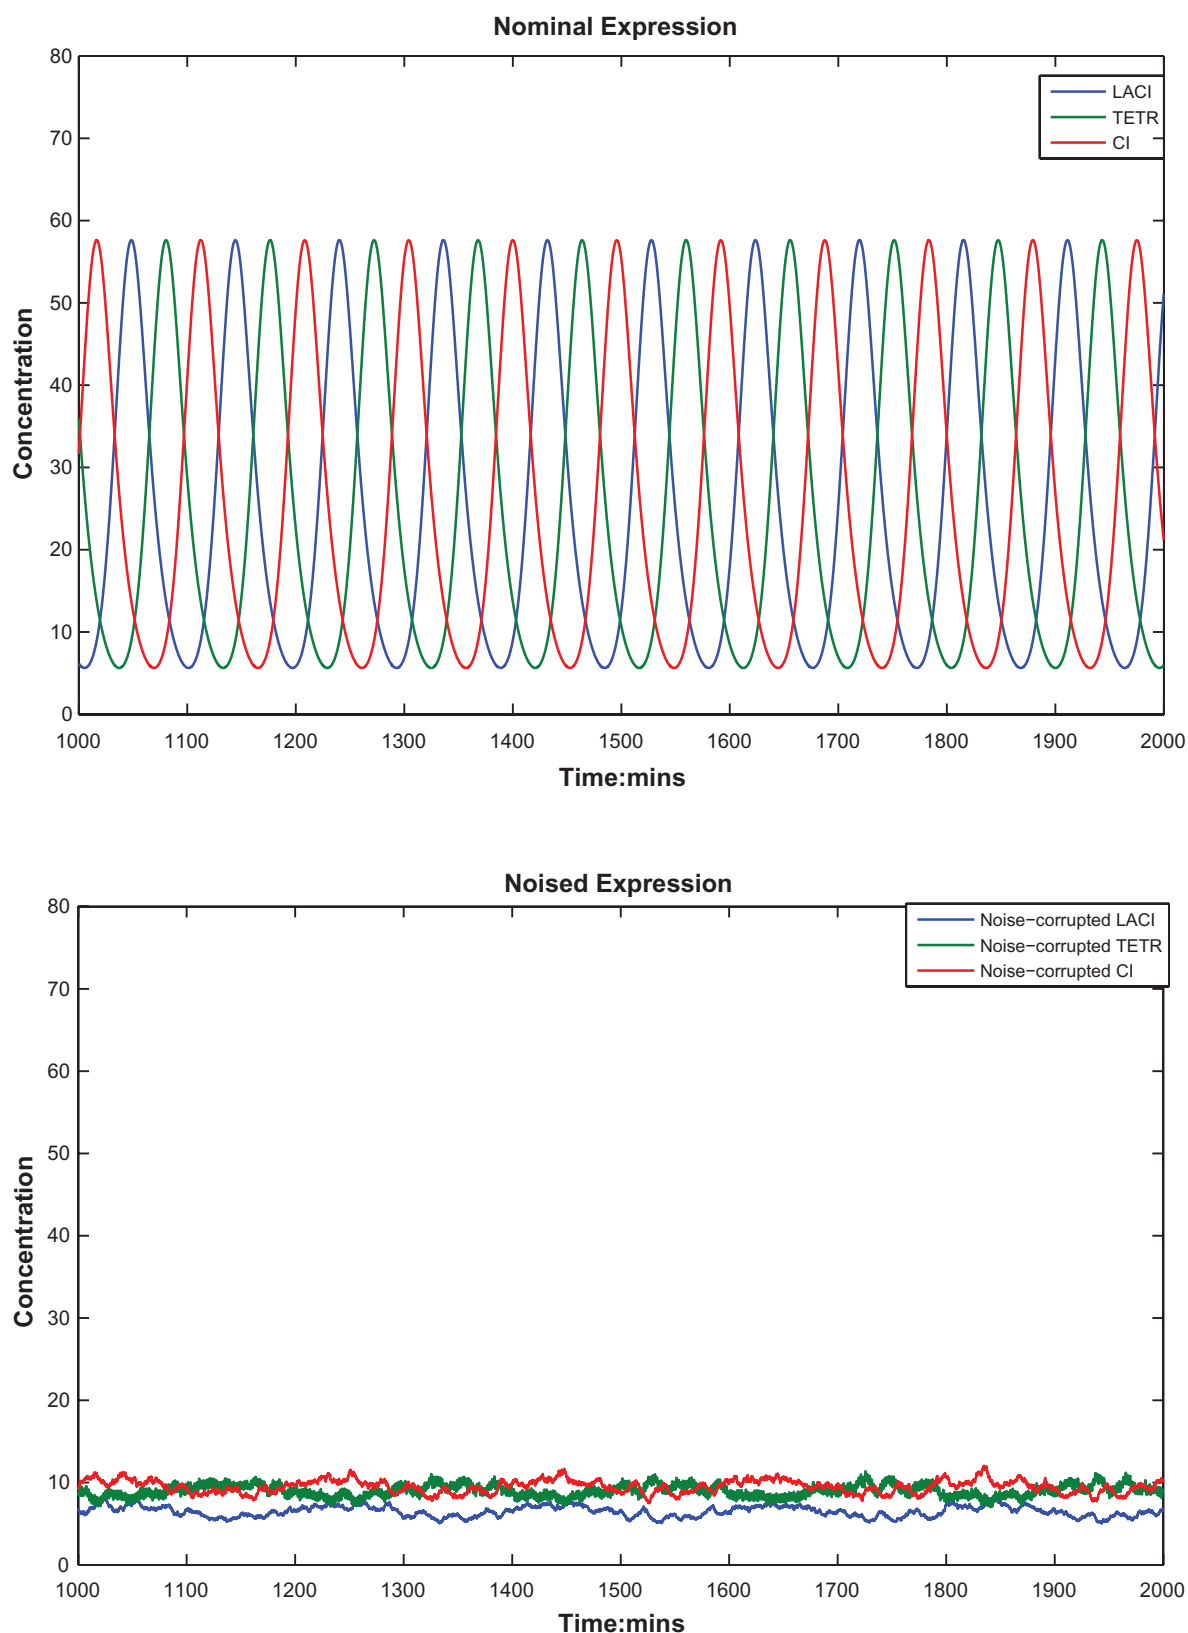 Nominal Expression
80
70
60
50
40
30
20
10
0
Concentration
LACI
TETR
CI
1000 1100 1200 1300 1400 1500 1600 1700 1800 1900 2000
Time:mins
Noised Expression
80
70
60
50
40
30
20
10
0
Concentration
Noise−corrupted LACI
Noise−corrupted TETR
Noise−corrupted CI
1000 1100 1200 1300 1400 1500 1600 1700 1800 1900 2000
Time:mins